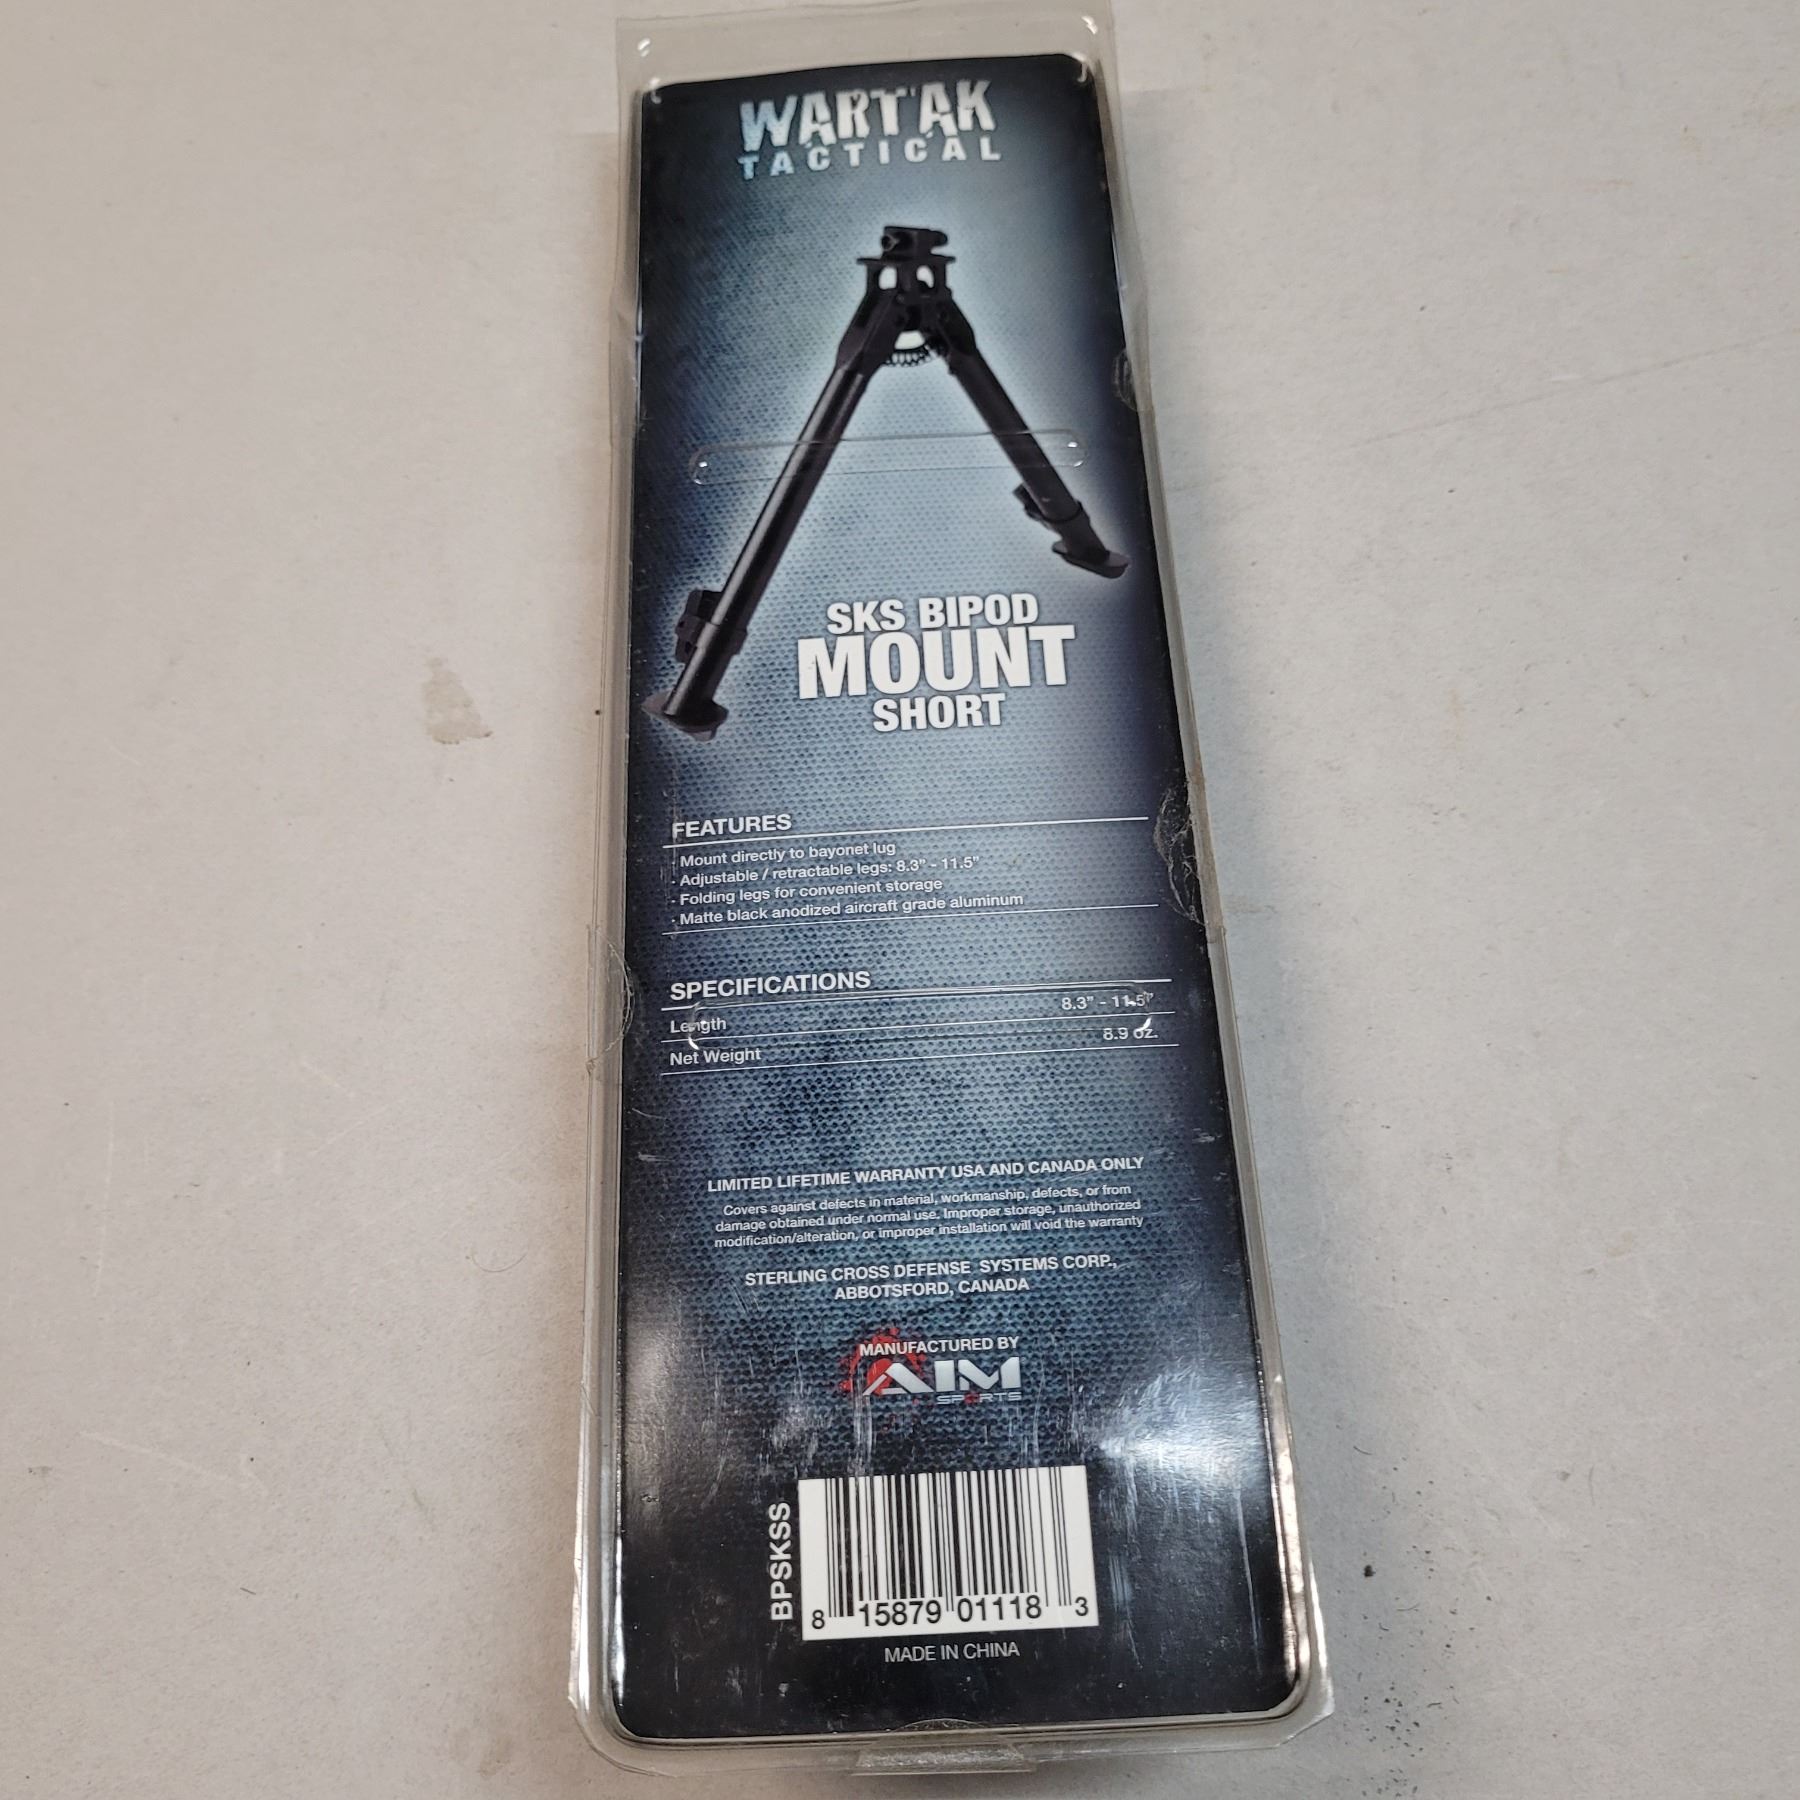 WARTAK
TACTICAL
SKS BIPOD
MOUNT
SHORT
FEATURES
· Mount directly to bayonet lug
· Adjustable / retractable legs: 8.3" - 11.5"
· Folding legs for convenient storage
· Matte black anodized aircraft grade aluminum
SPECIFICATIONS
Length 8.3" - 11.5"
Net Weight 8.9 oz.
LIMITED LIFETIME WARRANTY USA AND CANADA ONLY
Covers against defects in material, workmanship, defects, or from
damage obtained under normal use. Improper storage, unauthorized
modification/alteration, or improper installation will void the warranty
STERLING CROSS DEFENSE SYSTEMS CORP.,
ABBOTSFORD, CANADA
MANUFACTURED BY
AIM
SPORTS
BPSKSS
8 15879 01118 3
MADE IN CHINA